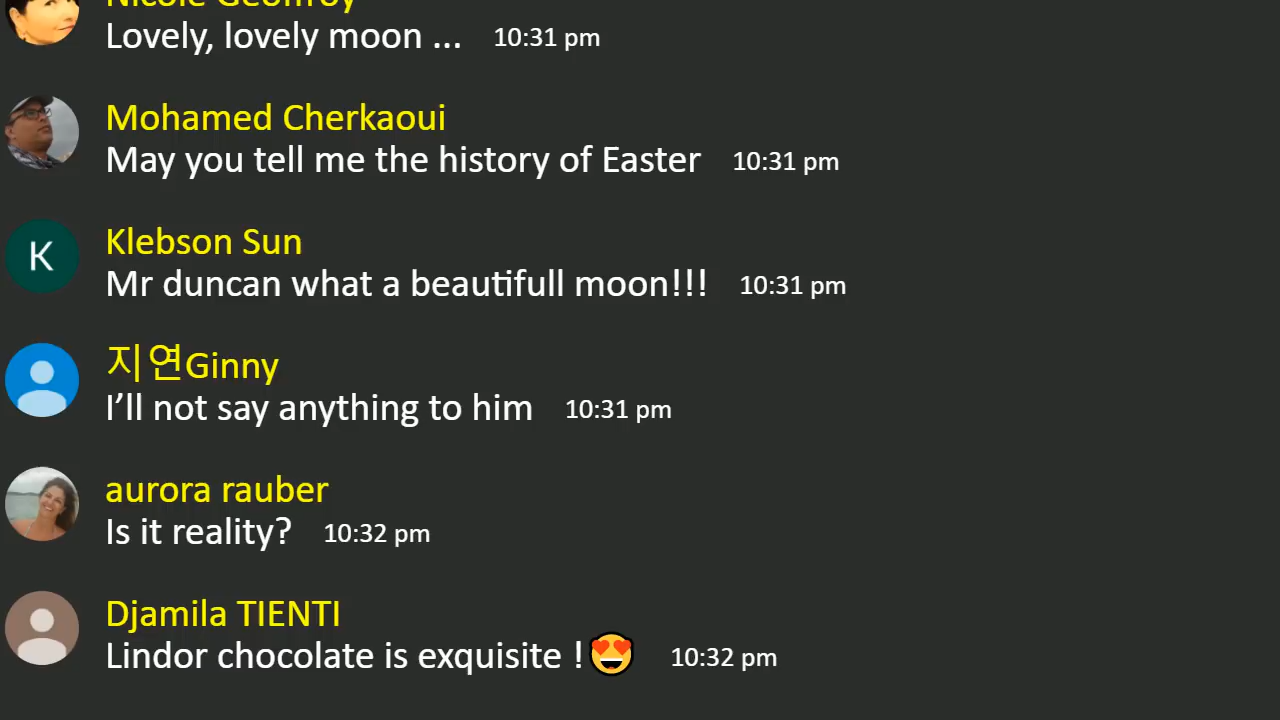 Nicole Geoffroy
Lovely, lovely moon ... 10:31 pm
Mohamed Cherkaoui
May you tell me the history of Easter 10:31 pm
K
Klebson Sun
Mr duncan what a beautifull moon!!! 10:31 pm
지연Ginny
I’ll not say anything to him 10:31 pm
aurora rauber
Is it reality? 10:32 pm
Djamila TIENTI
Lindor chocolate is exquisite !😍 10:32 pm